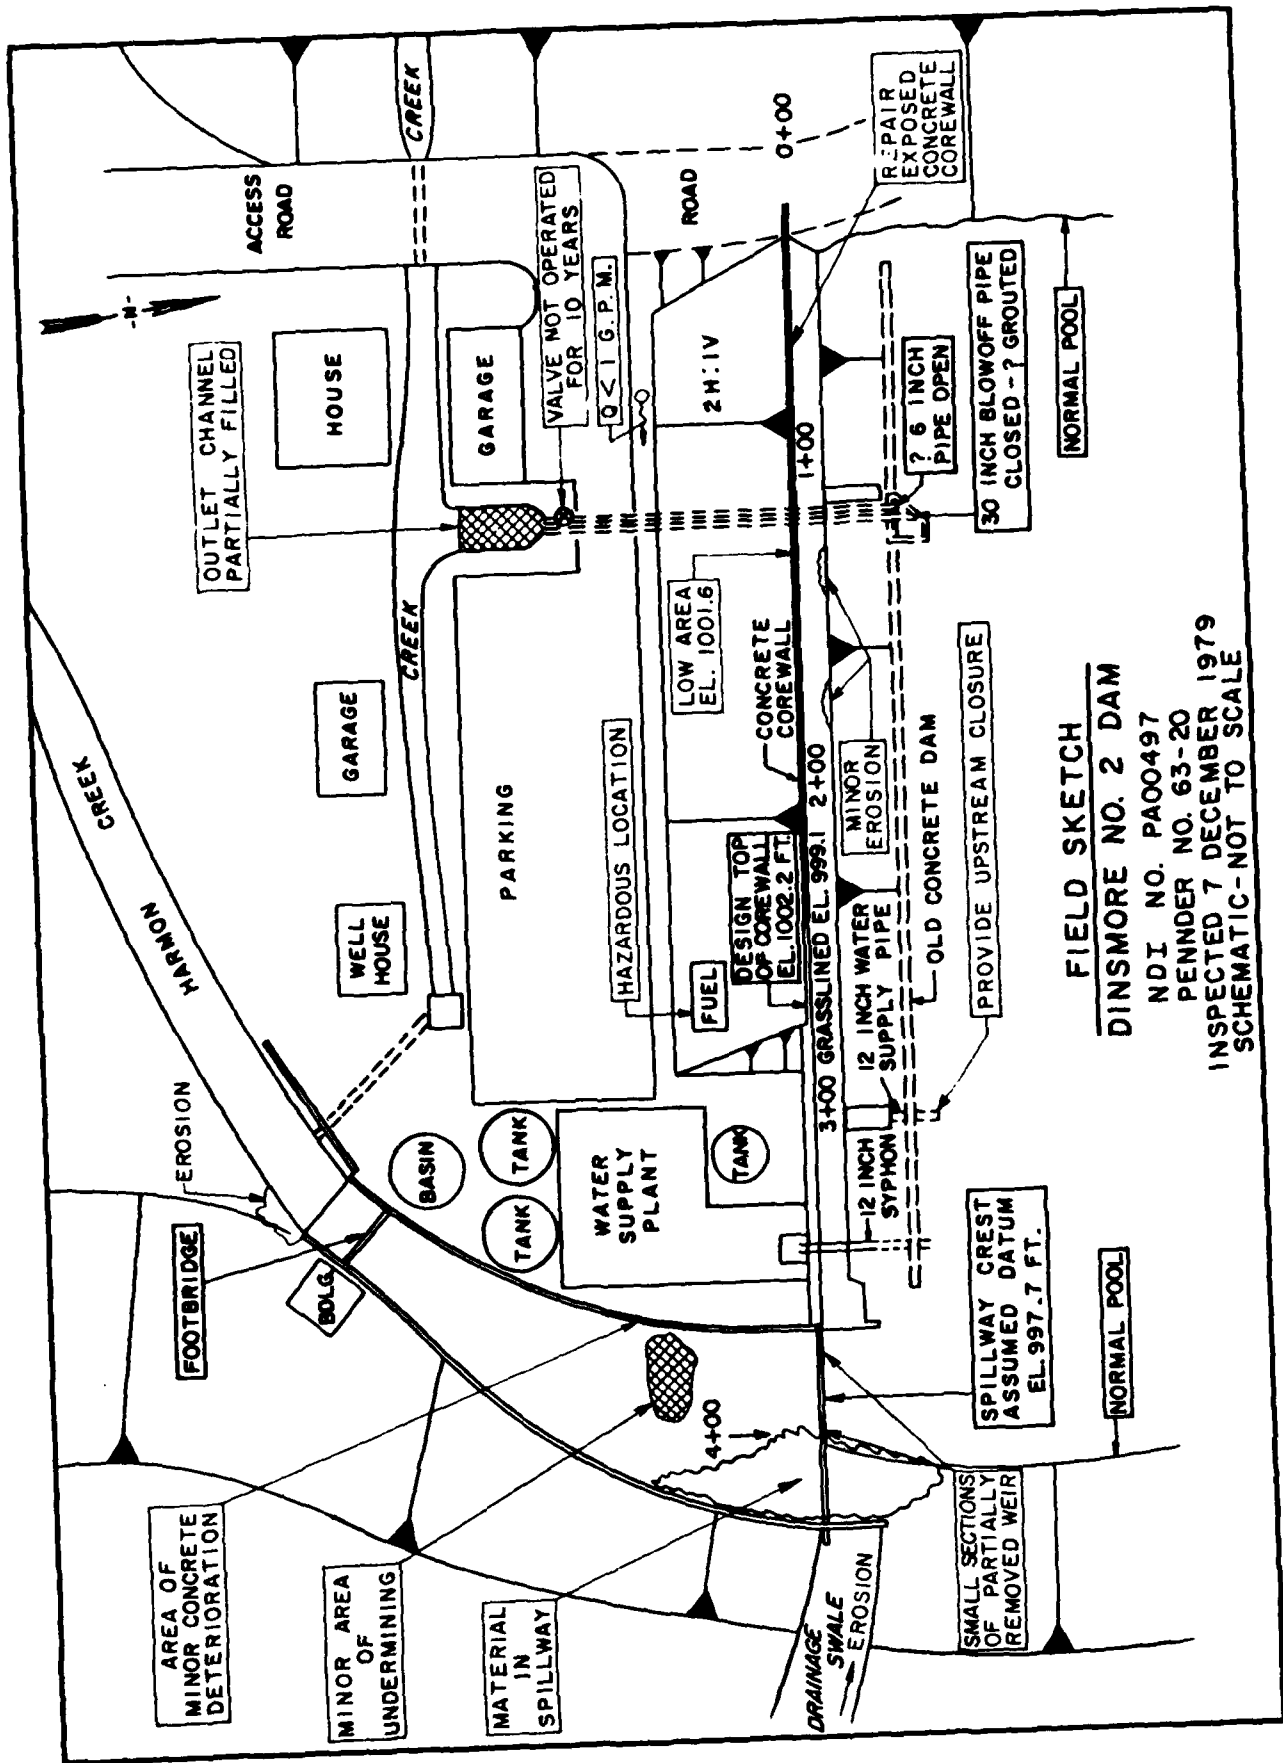 AREA OF
MINOR CONCRETE
DETERIORATION
MINOR AREA
OF
UNDERMINING
MATERIAL
IN
SPILLWAY
DRAINAGE
SWALE
EROSION
SMALL SECTIONS
OF PARTIALLY
REMOVED WEIR
FOOTBRIDGE
BDLG.
EROSION
HARMON CREEK
BASIN
TANK
TANK
TANK
WATER
SUPPLY
PLANT
4+00
WELL
HOUSE
GARAGE
CREEK
PARKING
HAZARDOUS LOCATION
FUEL
OUTLET CHANNEL
PARTIALLY FILLED
HOUSE
GARAGE
-N-
ACCESS
ROAD
CREEK
VALVE NOT OPERATED
FOR 10 YEARS
Q < 1 G.P.M.
ROAD
2H:1V
LOW AREA
EL. 1001.6
CONCRETE
COREWALL
DESIGN TOP
OF COREWALL
EL. 1002.2 FT.
3+00 GRASSLINED EL. 999.1 2+00
1+00
0+00
REPAIR
EXPOSED
CONCRETE
COREWALL
MINOR
EROSION
12 INCH WATER
SUPPLY PIPE
12 INCH
SYPHON
OLD CONCRETE DAM
PROVIDE UPSTREAM CLOSURE
? 6 INCH
PIPE OPEN
30 INCH BLOWOFF PIPE
CLOSED-? GROUTED
NORMAL POOL
SPILLWAY CREST
ASSUMED DATUM
EL.997.7 FT.
NORMAL POOL
FIELD SKETCH
DINSMORE NO. 2 DAM
NDI NO. PA00497
PENNDER NO. 63-20
INSPECTED 7 DECEMBER 1979
SCHEMATIC-NOT TO SCALE